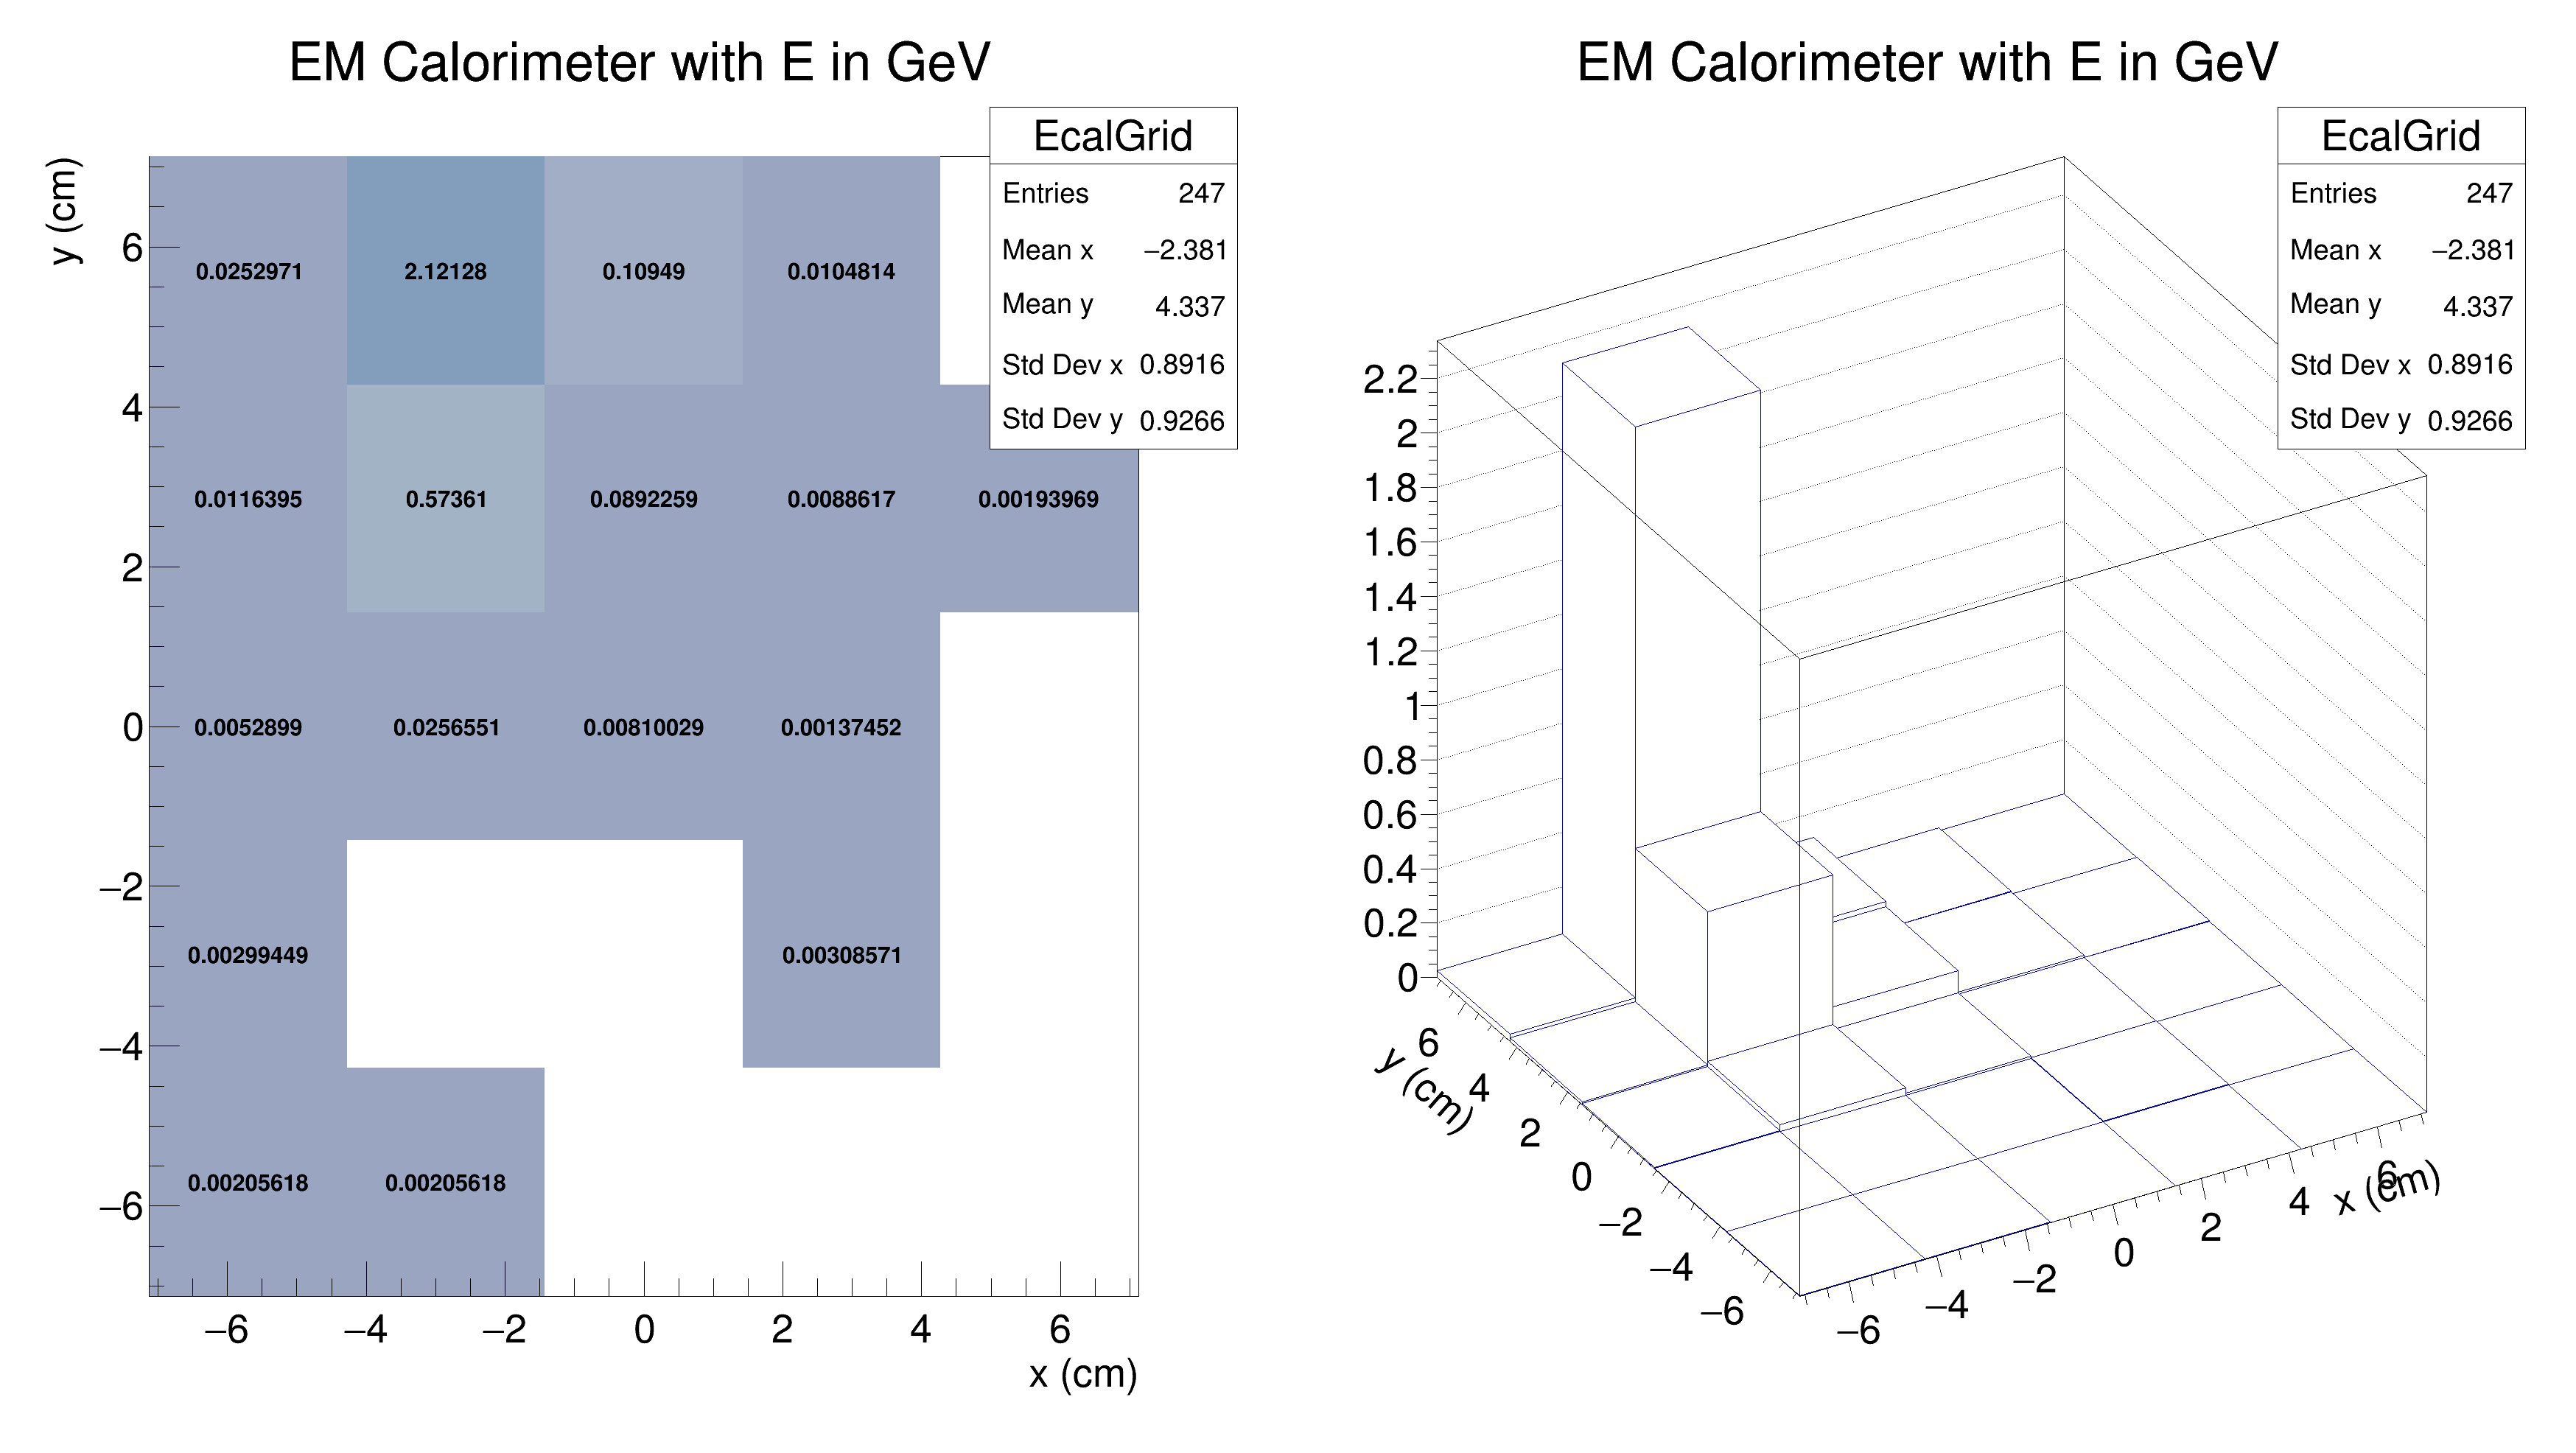 EM Calorimeter with E in GeV
EcalGrid
Entries 247
Mean x −2.381
Mean y 4.337
Std Dev x 0.8916
Std Dev y 0.9266
y (cm)
6
4
2
0
−2
−4
−6
0.0252971 2.12128 0.10949 0.0104814
0.0116395 0.57361 0.0892259 0.0088617 0.00193969
0.0052899 0.0256551 0.00810029 0.00137452
0.00299449 0.00308571
0.00205618 0.00205618
−6 −4 −2 0 2 4 6
x (cm)
EM Calorimeter with E in GeV
EcalGrid
Entries 247
Mean x −2.381
Mean y 4.337
Std Dev x 0.8916
Std Dev y 0.9266
2.2
2
1.8
1.6
1.4
1.2
1
0.8
0.6
0.4
0.2
0
6
4
2
0
−2
−4
−6
y (cm)
−6
−4
−2
0
2
4
6
x (cm)